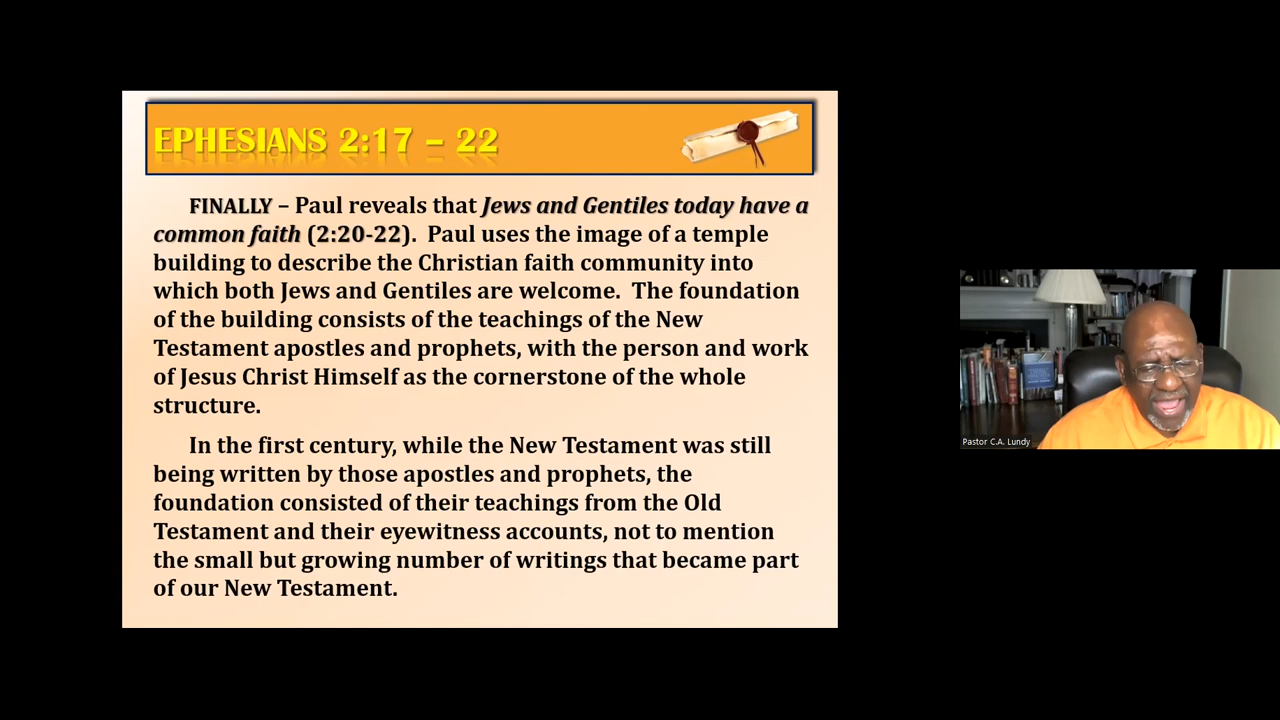 EPHESIANS 2:17 – 22
FINALLY – Paul reveals that Jews and Gentiles today have a
common faith (2:20-22).  Paul uses the image of a temple
building to describe the Christian faith community into
which both Jews and Gentiles are welcome.  The foundation
of the building consists of the teachings of the New
Testament apostles and prophets, with the person and work
of Jesus Christ Himself as the cornerstone of the whole
structure.
In the first century, while the New Testament was still
being written by those apostles and prophets, the
foundation consisted of their teachings from the Old
Testament and their eyewitness accounts, not to mention
the small but growing number of writings that became part
of our New Testament.
Pastor C.A. Lundy